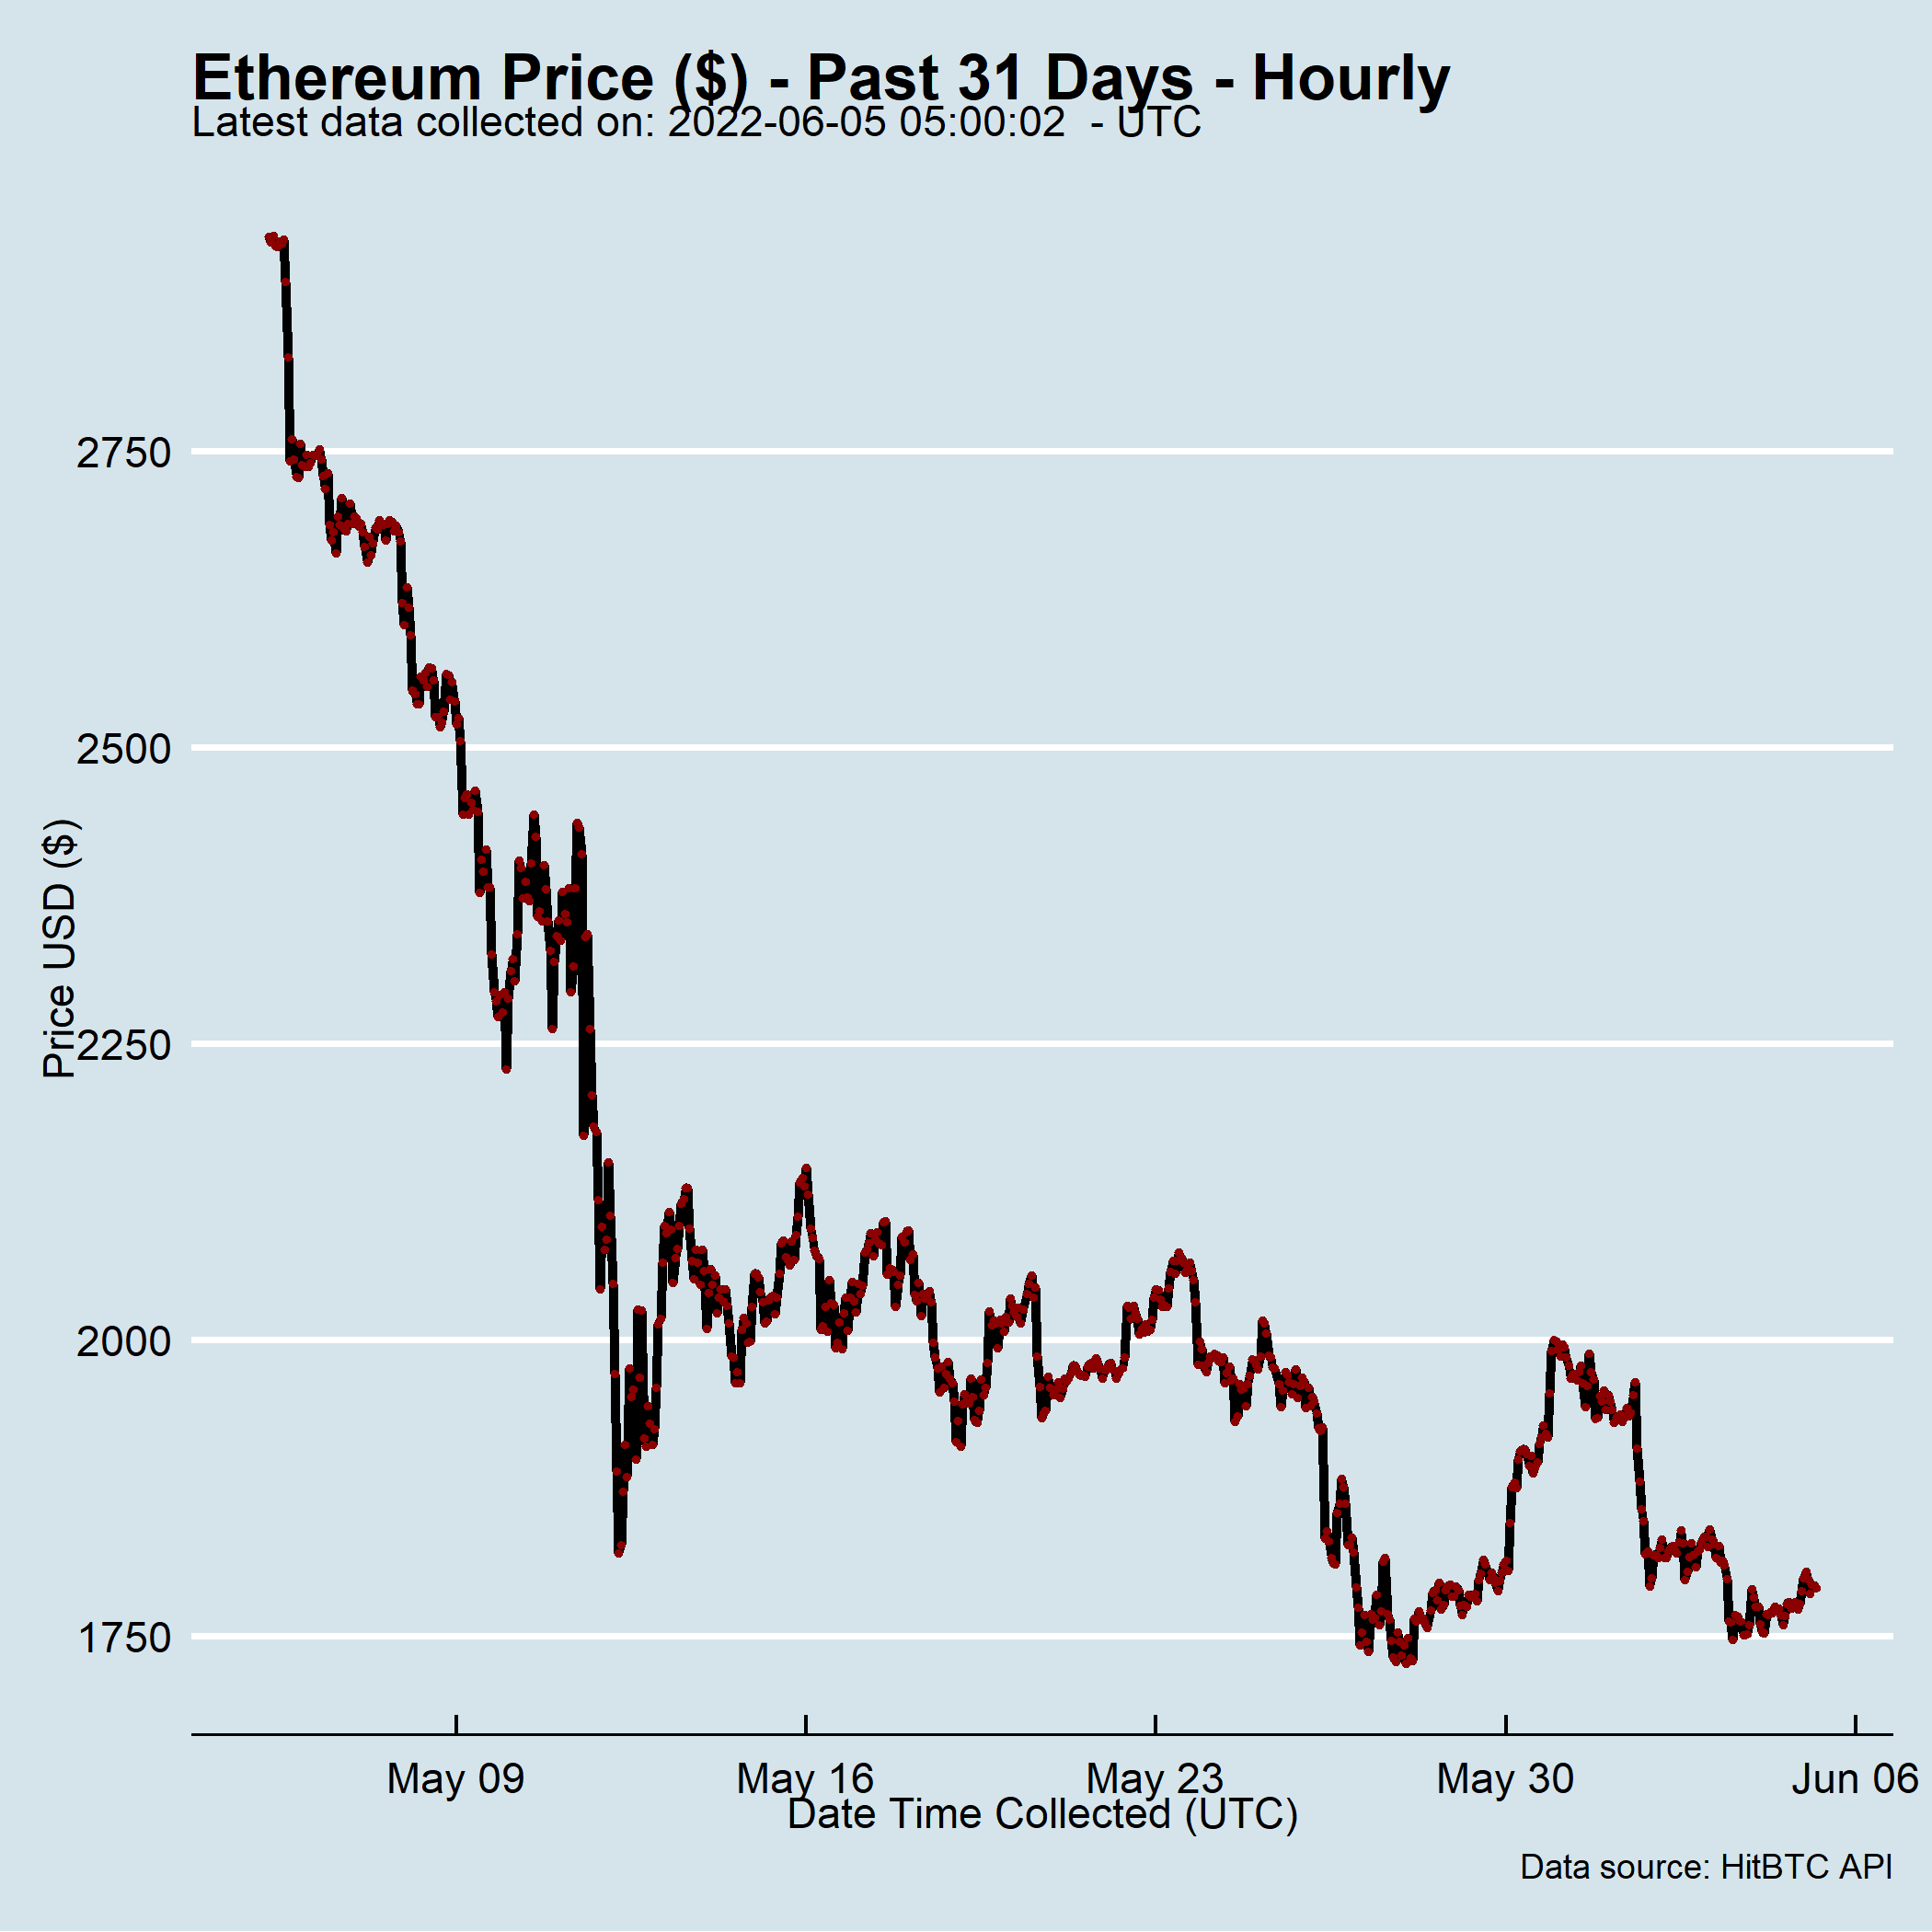 Ethereum Price ($) - Past 31 Days - Hourly
Latest data collected on: 2022-06-05 05:00:02  - UTC
2750
2500
2250
2000
1750
Price USD ($)
May 09
May 16
May 23
May 30
Jun 06
Date Time Collected (UTC)
Data source: HitBTC API